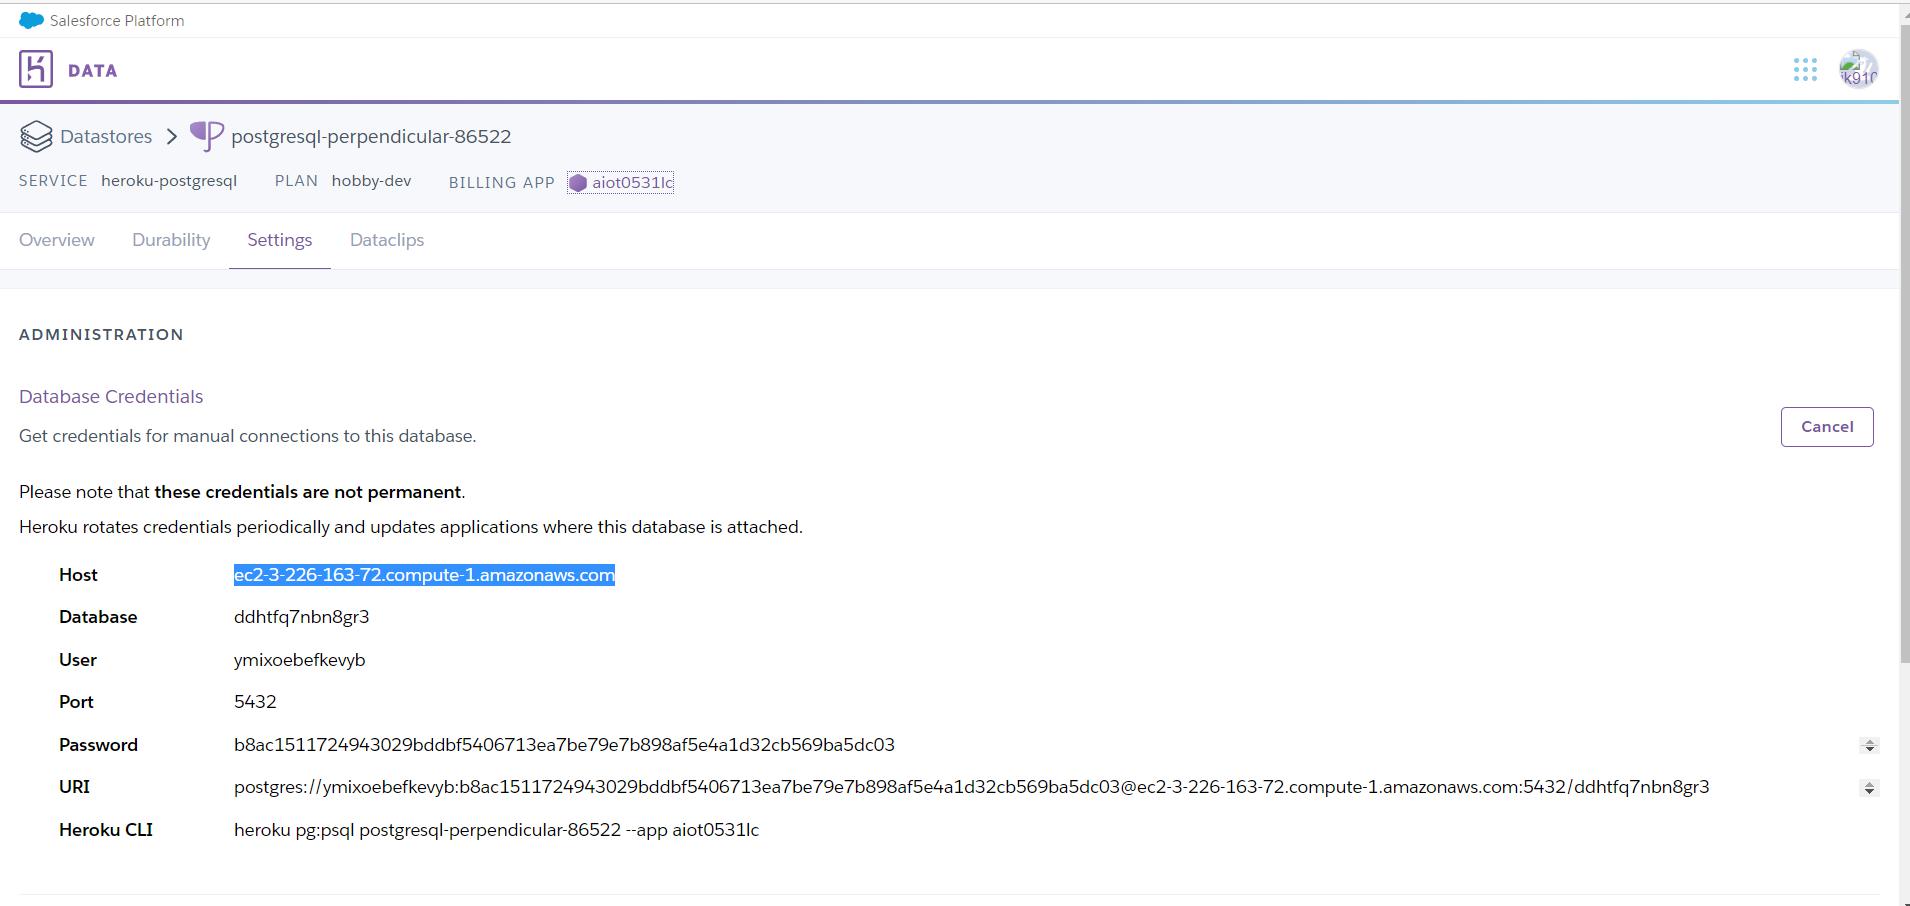 Salesforce Platform
DATA
ik910
Datastores > postgresql-perpendicular-86522
SERVICE heroku-postgresql PLAN hobby-dev BILLING APP aiot0531lc
Overview Durability Settings Dataclips
ADMINISTRATION
Database Credentials
Get credentials for manual connections to this database.
Cancel
Please note that these credentials are not permanent.
Heroku rotates credentials periodically and updates applications where this database is attached.
Host ec2-3-226-163-72.compute-1.amazonaws.com
Database ddhtfq7nbn8gr3
User ymixoebefkevyb
Port 5432
Password b8ac1511724943029bddbf5406713ea7be79e7b898af5e4a1d32cb569ba5dc03
URI postgres://ymixoebefkevyb:b8ac1511724943029bddbf5406713ea7be79e7b898af5e4a1d32cb569ba5dc03@ec2-3-226-163-72.compute-1.amazonaws.com:5432/ddhtfq7nbn8gr3
Heroku CLI heroku pg:psql postgresql-perpendicular-86522 --app aiot0531lc